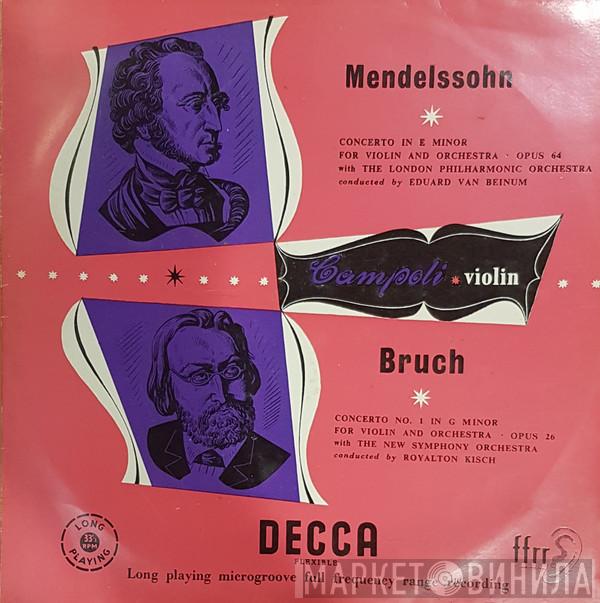 Mendelssohn
CONCERTO IN E MINOR
FOR VIOLIN AND ORCHESTRA · OPUS 64
with THE LONDON PHILHARMONIC ORCHESTRA
conducted by EDUARD VAN BEINUM
Campoli * violin
Bruch
CONCERTO NO. 1 IN G MINOR
FOR VIOLIN AND ORCHESTRA · OPUS 26
with THE NEW SYMPHONY ORCHESTRA
conducted by ROYALTON KISCH
LONG
33⅓
RPM
PLAYING
DECCA
FLEXIBLE
ffrr
Long playing microgroove full frequency range recording
МАРКЕТ ВИНИЛА